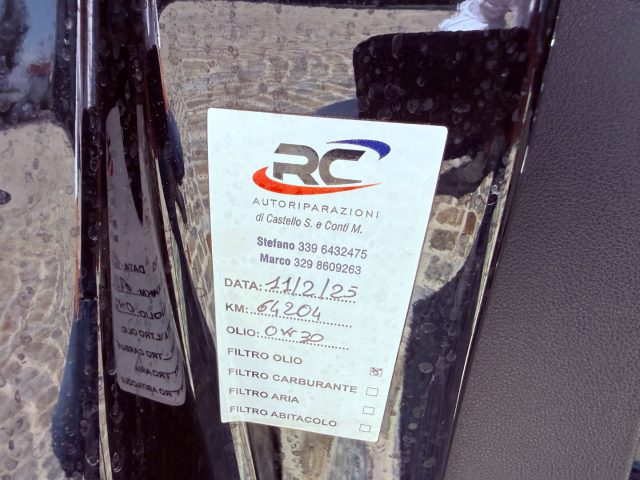 RC
AUTORIPARAZIONI
di Castello S. e Conti M.
Stefano 339 6432475
Marco 329 8609263
DATA: 11/2/25
KM: 64204
OLIO: 0W30
FILTRO OLIO
FILTRO CARBURANTE
FILTRO ARIA
FILTRO ABITACOLO